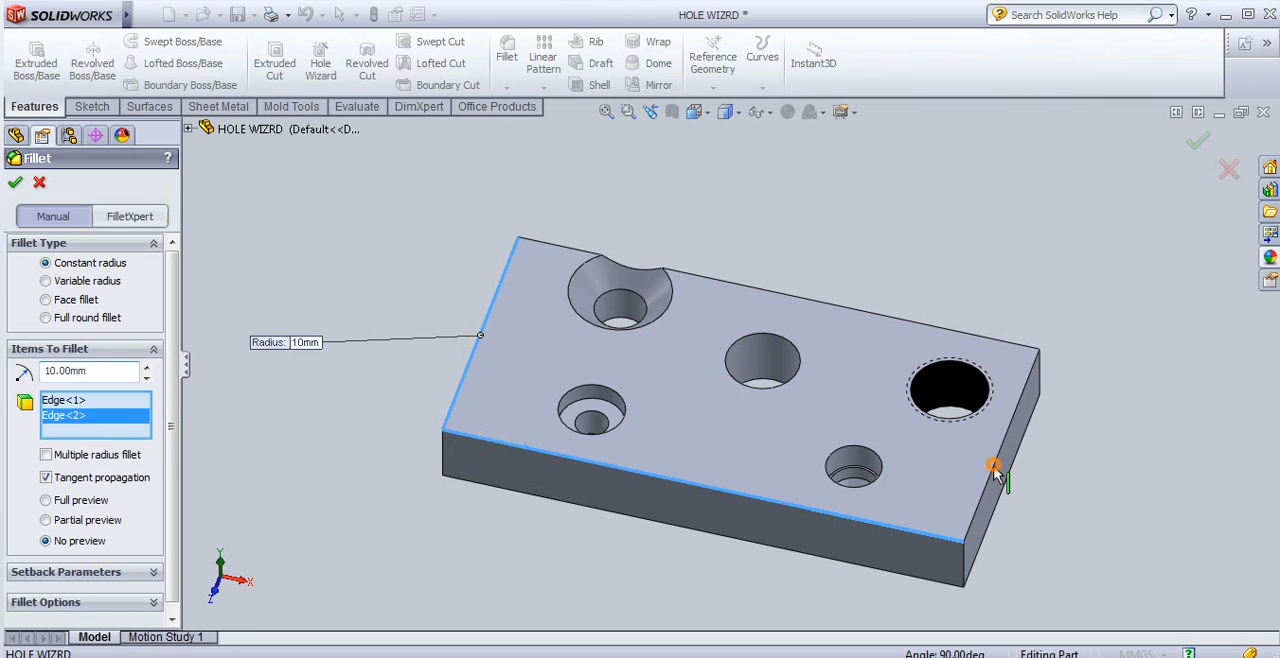 SOLIDWORKS
HOLE WIZRD *
Search SolidWorks Help
Extruded Boss/Base
Revolved Boss/Base
Swept Boss/Base
Lofted Boss/Base
Boundary Boss/Base
Extruded Cut
Hole Wizard
Revolved Cut
Swept Cut
Lofted Cut
Boundary Cut
Fillet
Linear Pattern
Rib
Draft
Shell
Wrap
Dome
Mirror
Reference Geometry
Curves
Instant3D
Features
Sketch
Surfaces
Sheet Metal
Mold Tools
Evaluate
DimXpert
Office Products
HOLE WIZRD (Default<<D...
Fillet
?
Manual
FilletXpert
Fillet Type
Constant radius
Variable radius
Face fillet
Full round fillet
Items To Fillet
10.00mm
Edge<1>
Edge<2>
Multiple radius fillet
Tangent propagation
Full preview
Partial preview
No preview
Setback Parameters
Fillet Options
Radius: 10mm
Y
X
Z
Model
Motion Study 1
HOLE WIZRD
Angle: 90.00deg
Editing Part
MMGS